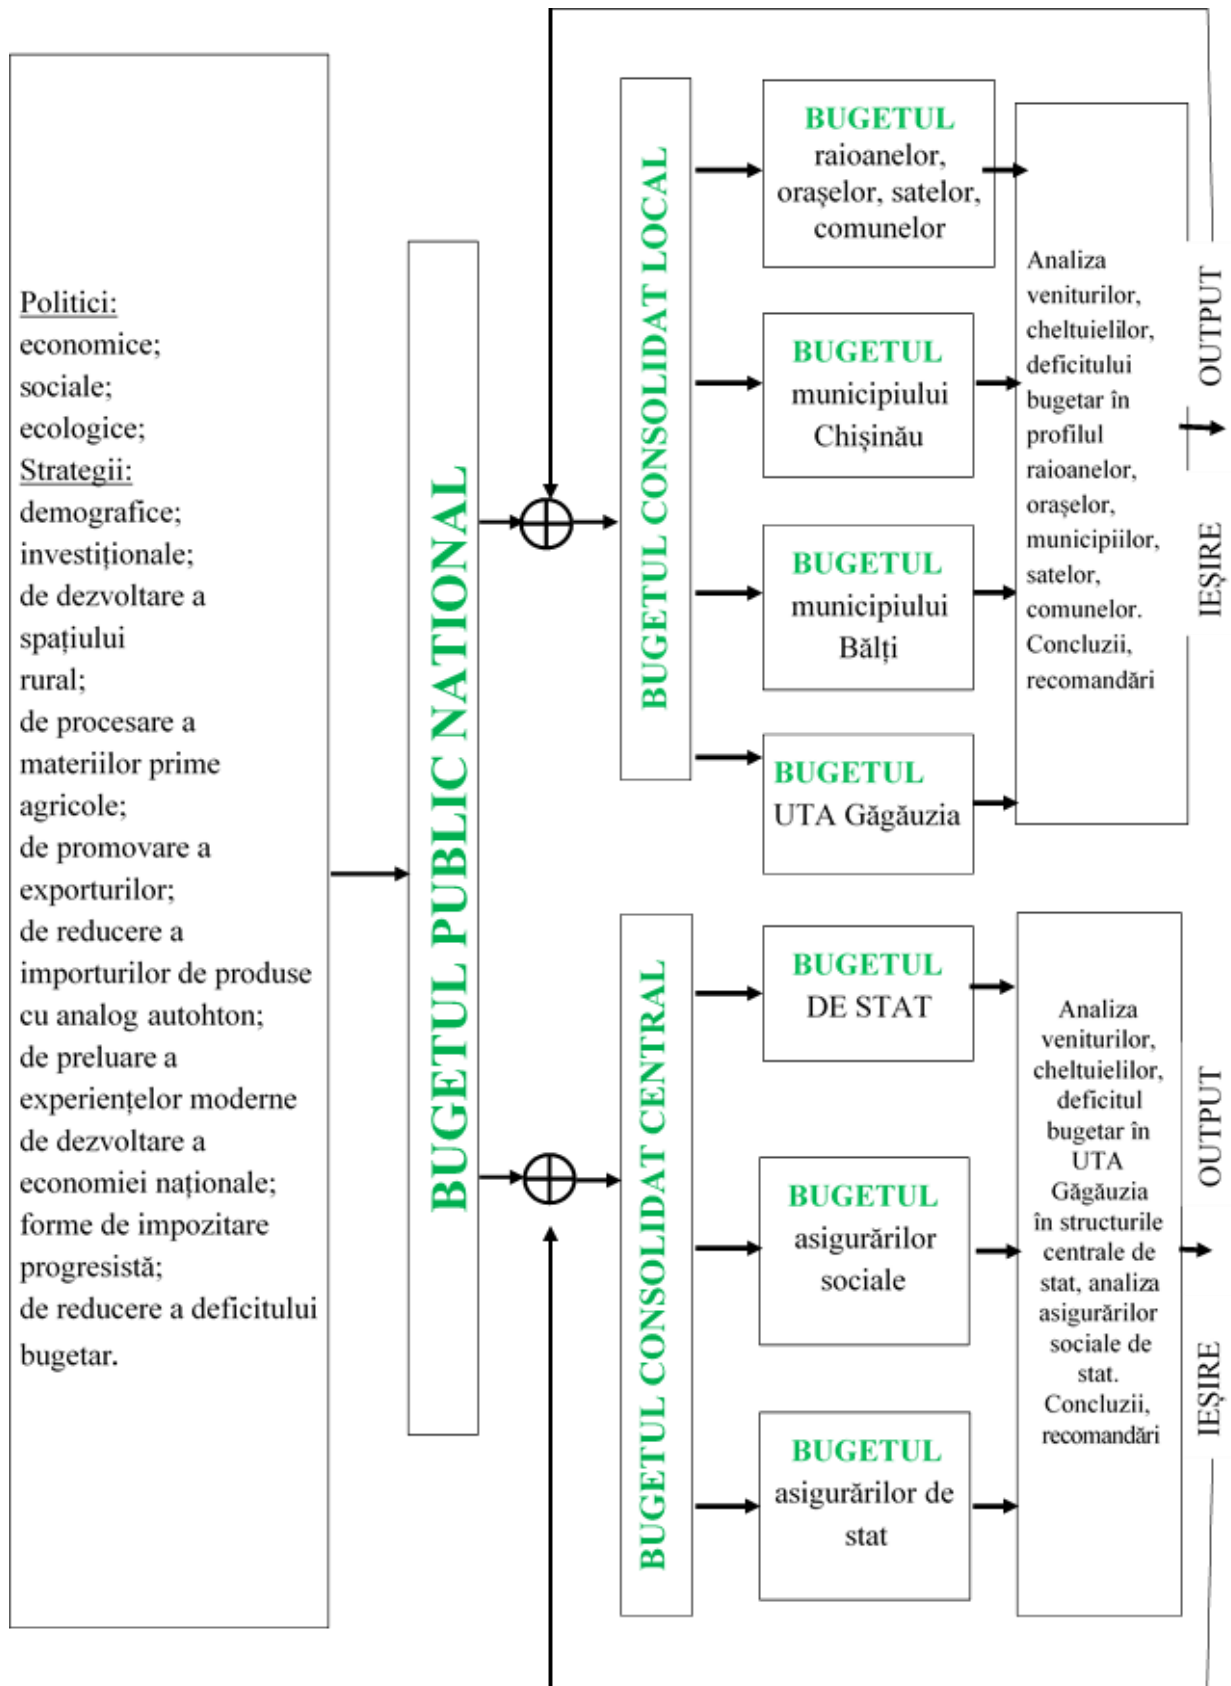 Politici:
economice;
sociale;
ecologice;
Strategii:
demografice;
investiționale;
de dezvoltare a
spațiului
rural;
de procesare a
materiilor prime
agricole;
de promovare a
exporturilor;
de reducere a
importurilor de produse
cu analog autohton;
de preluare a
experiențelor moderne
de dezvoltare a
economiei naționale;
forme de impozitare
progresistă;
de reducere a deficitului
bugetar.
BUGETUL PUBLIC NATIONAL
BUGETUL CONSOLIDAT LOCAL
BUGETUL
raioanelor,
orașelor, satelor,
comunelor
BUGETUL
municipiului
Chișinău
BUGETUL
municipiului
Bălți
BUGETUL
UTA Găgăuzia
Analiza
veniturilor,
cheltuielilor,
deficitului
bugetar în
profilul
raioanelor,
orașelor,
municipiilor,
satelor,
comunelor.
Concluzii,
recomandări
OUTPUT
IEȘIRE
BUGETUL CONSOLIDAT CENTRAL
BUGETUL
DE STAT
BUGETUL
asigurărilor
sociale
BUGETUL
asigurărilor de
stat
Analiza
veniturilor,
cheltuielilor,
deficitul
bugetar în
UTA
Găgăuzia
în structurile
centrale de
stat, analiza
asigurărilor
sociale de
stat.
Concluzii,
recomandări
OUTPUT
IEȘIRE